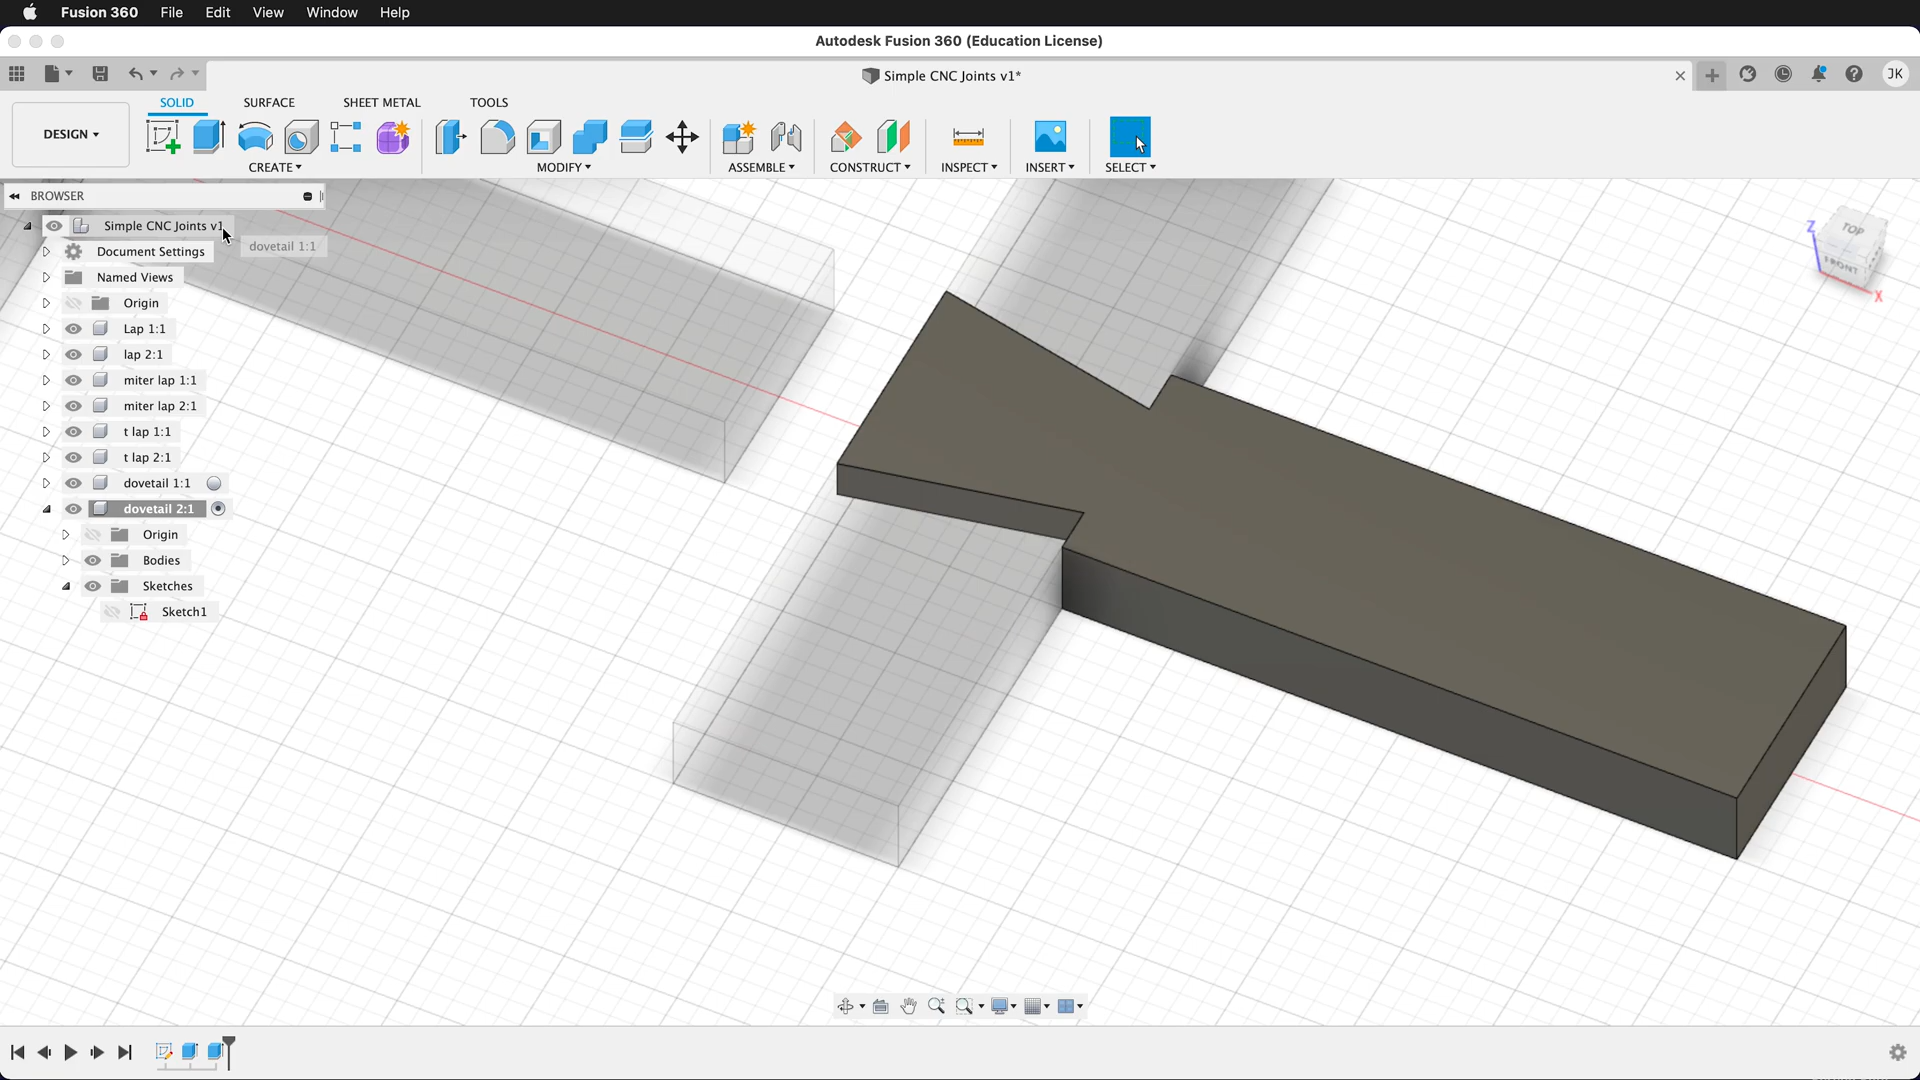 Fusion 360 File Edit View Window Help
Autodesk Fusion 360 (Education License)
Simple CNC Joints v1*
JK
SOLID SURFACE SHEET METAL TOOLS
DESIGN
CREATE MODIFY ASSEMBLE CONSTRUCT INSPECT INSERT SELECT
BROWSER
Simple CNC Joints v1
dovetail 1:1
Document Settings
Named Views
Origin
Lap 1:1
lap 2:1
miter lap 1:1
miter lap 2:1
t lap 1:1
t lap 2:1
dovetail 1:1
dovetail 2:1
Origin
Bodies
Sketches
Sketch1
TOP
FRONT
Z
X